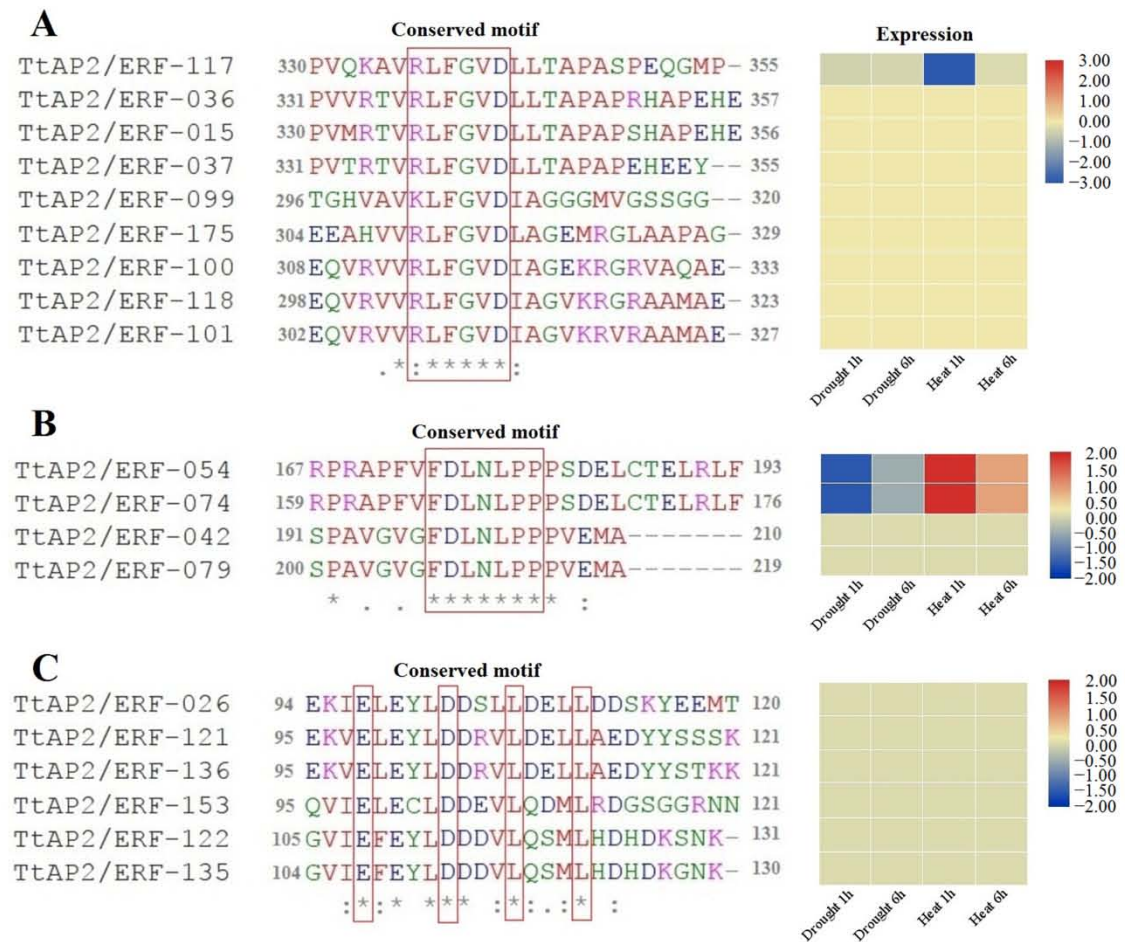 A
Conserved motif
Expression
TtAP2/ERF-117 330 PVQKAVRLFGVDLLTAPASPEQGMP- 355
TtAP2/ERF-036 331 PVVRTVRLFGVDLLTAPAPRHAPEHE 357
TtAP2/ERF-015 330 PVMRTVRLFGVDLLTAPAPSHAPEHE 356
TtAP2/ERF-037 331 PVTRTVRLFGVDLLTAPAPEHEEY-- 355
TtAP2/ERF-099 296 TGHVAVKLFGVDIAGGGMVGSSGG-- 320
TtAP2/ERF-175 304 EEAHVVRLFGVDLAGEMRGLAAPAG- 329
TtAP2/ERF-100 308 EQVRVVRLFGVDIAGEKRGRVAQAE- 333
TtAP2/ERF-118 298 EQVRVVRLFGVDIAGVKRGRAAMAE- 323
TtAP2/ERF-101 302 EQVRVVRLFGVDIAGVKRVRAAMAE- 327
.*:*****:
3.00
2.00
1.00
0.00
−1.00
−2.00
−3.00
Drought 1h
Drought 6h
Heat 1h
Heat 6h
B
Conserved motif
TtAP2/ERF-054 167 RPRAPFVFDLNLPPPSDELCTELRLF 193
TtAP2/ERF-074 159 RPRAPFVFDLNLPPPSDELCTELRLF 176
TtAP2/ERF-042 191 SPAVGVGFDLNLPPPVEMA------- 210
TtAP2/ERF-079 200 SPAVGVGFDLNLPPPVEMA------- 219
* . . ******** :
2.00
1.50
1.00
0.50
0.00
−0.50
−1.00
−1.50
−2.00
Drought 1h
Drought 6h
Heat 1h
Heat 6h
C
Conserved motif
TtAP2/ERF-026 94 EKIELEYLDDSLLDELLDDSKYEEMT 120
TtAP2/ERF-121 95 EKVELEYLDDRVLDELLAEDYYSSSK 121
TtAP2/ERF-136 95 EKVELEYLDDRVLDELLAEDYYSTKK 121
TtAP2/ERF-153 95 QVIELECLDDEVLQDMLRDGSGGRNN 121
TtAP2/ERF-122 105 GVIEFEYLDDDVLQSMLHDHDKSNK- 131
TtAP2/ERF-135 104 GVIEFEYLDDDVLQSMLHDHDKGNK- 130
:*:* *** :*:.:* :
2.00
1.50
1.00
0.50
0.00
−0.50
−1.00
−1.50
−2.00
Drought 1h
Drought 6h
Heat 1h
Heat 6h